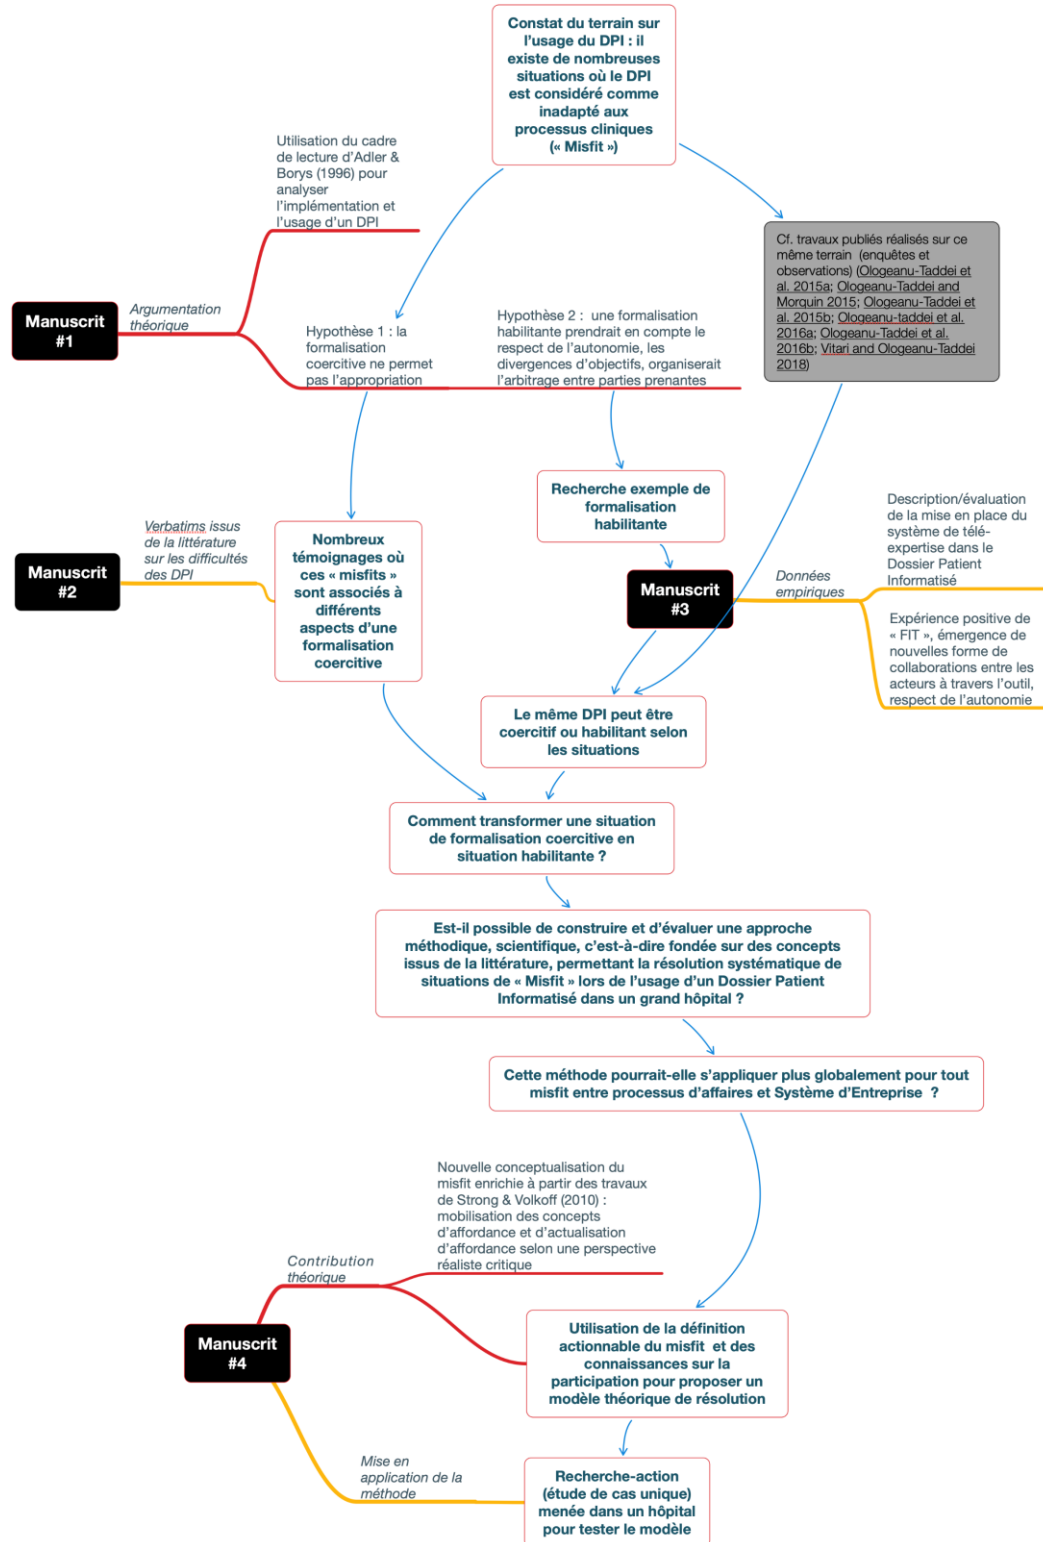 Constat du terrain sur
l'usage du DPI : il
existe de nombreuses
situations où le DPI
est considéré comme
inadapté aux
processus cliniques
(« Misfit »)
Utilisation du cadre
de lecture d'Adler &
Borys (1996) pour
analyser
l'implémentation et
l'usage d'un DPI
Cf. travaux publiés réalisés sur ce
même terrain (enquêtes et
observations) (Ologeanu-Taddei et
al. 2015a; Ologeanu-Taddei and
Morquin 2015; Ologeanu-Taddei et
al. 2015b; Ologeanu-taddei et al.
2016a; Ologeanu-Taddei et al.
2016b; Vitari and Ologeanu-Taddei
2018)
Manuscrit
#1
Argumentation
théorique
Hypothèse 1 : la
formalisation
coercitive ne permet
pas l'appropriation
Hypothèse 2 : une formalisation
habilitante prendrait en compte le
respect de l'autonomie, les
divergences d'objectifs, organiserait
l'arbitrage entre parties prenantes
Recherche exemple de
formalisation
habilitante
Manuscrit
#2
Verbatims issus
de la littérature
sur les difficultés
des DPI
Nombreux
témoignages où
ces « misfits »
sont associés à
différents
aspects d'une
formalisation
coercitive
Manuscrit
#3
Données
empiriques
Description/évaluation
de la mise en place du
système de télé-
expertise dans le
Dossier Patient
Informatisé
Expérience positive de
« FIT », émergence de
nouvelles forme de
collaborations entre les
acteurs à travers l'outil,
respect de l'autonomie
Le même DPI peut être
coercitif ou habilitant selon
les situations
Comment transformer une situation
de formalisation coercitive en
situation habilitante ?
Est-il possible de construire et d'évaluer une approche
méthodique, scientifique, c'est-à-dire fondée sur des concepts
issus de la littérature, permettant la résolution systématique de
situations de « Misfit » lors de l'usage d'un Dossier Patient
Informatisé dans un grand hôpital ?
Cette méthode pourrait-elle s'appliquer plus globalement pour tout
misfit entre processus d'affaires et Système d'Entreprise ?
Nouvelle conceptualisation du
misfit enrichie à partir des travaux
de Strong & Volkoff (2010) :
mobilisation des concepts
d'affordance et d'actualisation
d'affordance selon une perspective
réaliste critique
Contribution
théorique
Manuscrit
#4
Utilisation de la définition
actionnable du misfit et des
connaissances sur la
participation pour proposer un
modèle théorique de résolution
Mise en
application de la
méthode
Recherche-action
(étude de cas unique)
menée dans un hôpital
pour tester le modèle